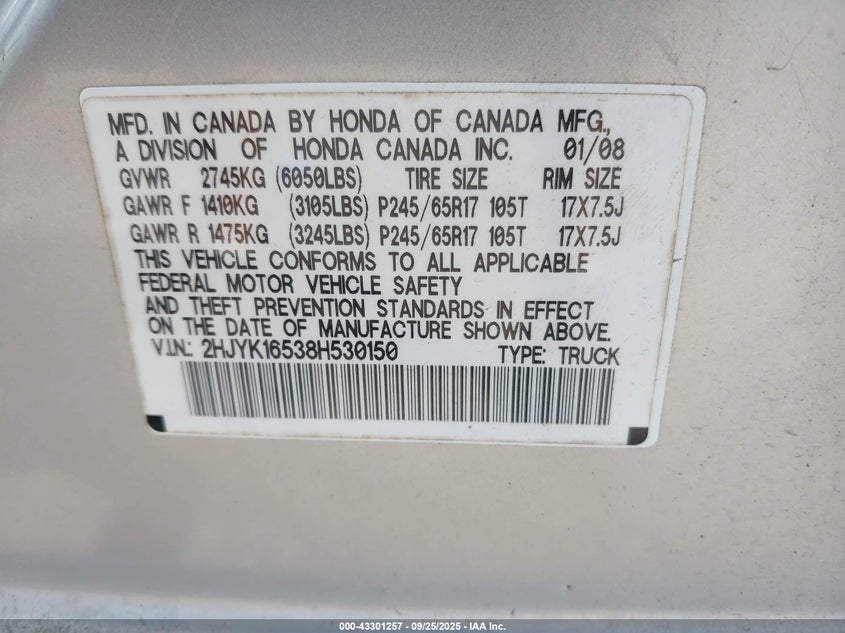 MFD. IN CANADA BY HONDA OF CANADA MFG.,
A DIVISION OF HONDA CANADA INC. 01/08
GVWR 2745KG (6050LBS) TIRE SIZE RIM SIZE
GAWR F 1410KG (3105LBS) P245/65R17 105T 17X7.5J
GAWR R 1475KG (3245LBS) P245/65R17 105T 17X7.5J
THIS VEHICLE CONFORMS TO ALL APPLICABLE
FEDERAL MOTOR VEHICLE SAFETY
AND THEFT PREVENTION STANDARDS IN EFFECT
ON THE DATE OF MANUFACTURE SHOWN ABOVE.
V.I.N.: 2HJYK16538H530150 TYPE: TRUCK
000-43301257 - 09/25/2025 - IAA Inc.